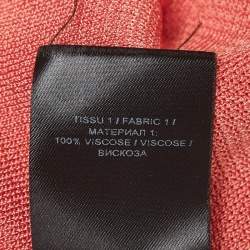 TISSU 1 / FABRIC 1 /
МАТЕРИАЛ 1:
100% VISCOSE / VISCOSE /
ВИСКОЗА